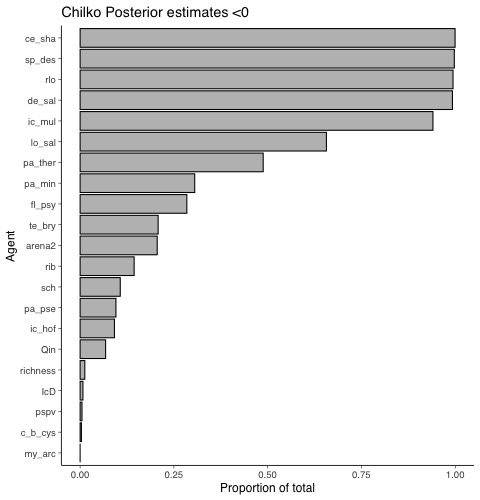 Chilko Posterior estimates <0
Agent
ce_sha
sp_des
rlo
de_sal
ic_mul
lo_sal
pa_ther
pa_min
fl_psy
te_bry
arena2
rib
sch
pa_pse
ic_hof
Qin
richness
IcD
pspv
c_b_cys
my_arc
0.00 0.25 0.50 0.75 1.00
Proportion of total